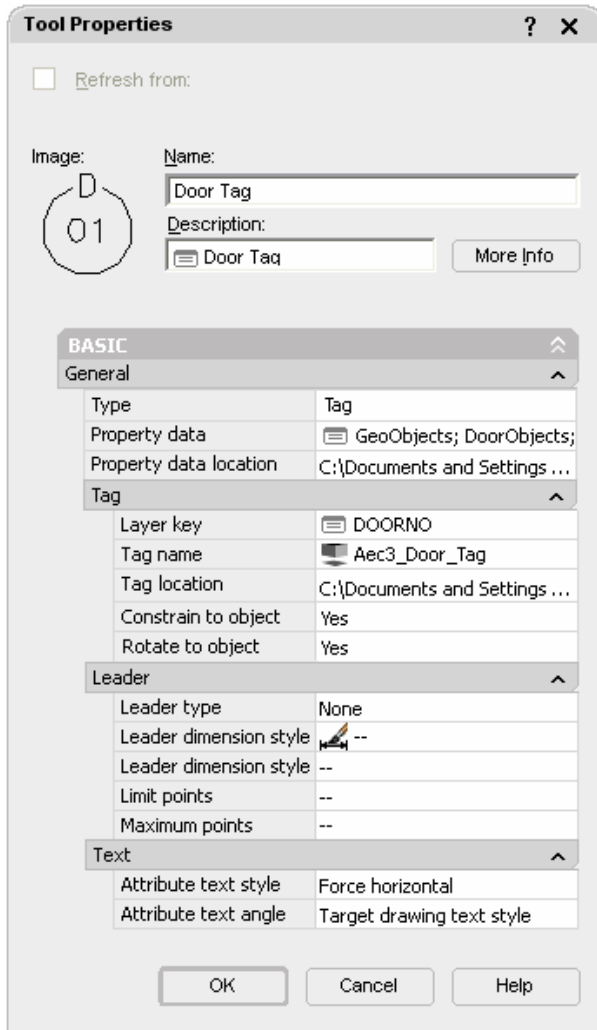 Tool Properties ? X
Refresh from:
Image:
D
01
Name:
Door Tag
Description:
Door Tag
More Info
BASIC
General
Type Tag
Property data GeoObjects; DoorObjects;
Property data location C:\Documents and Settings ...
Tag
Layer key DOORNO
Tag name Aec3_Door_Tag
Tag location C:\Documents and Settings ...
Constrain to object Yes
Rotate to object Yes
Leader
Leader type None
Leader dimension style --
Leader dimension style --
Limit points --
Maximum points --
Text
Attribute text style Force horizontal
Attribute text angle Target drawing text style
OK Cancel Help